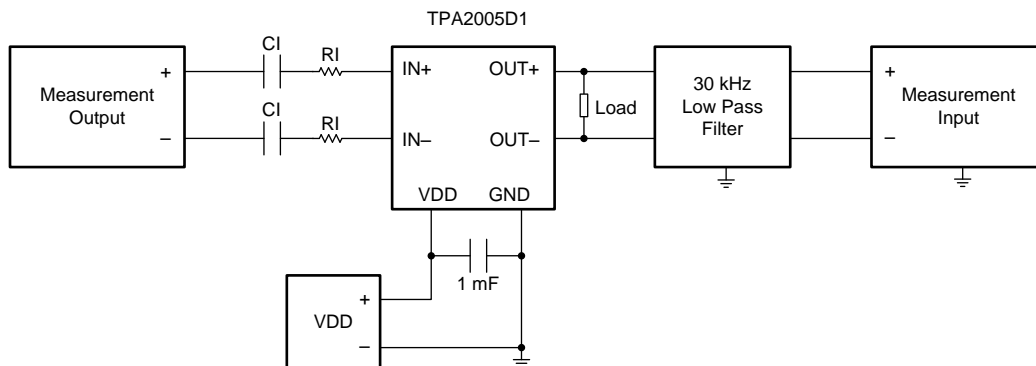 TPA2005D1
CI
RI
IN+
OUT+
+
Measurement
Output
−
CI
RI
IN−
OUT−
Load
30 kHz
Low Pass
Filter
+
Measurement
Input
−
VDD
GND
1 mF
+
VDD
−